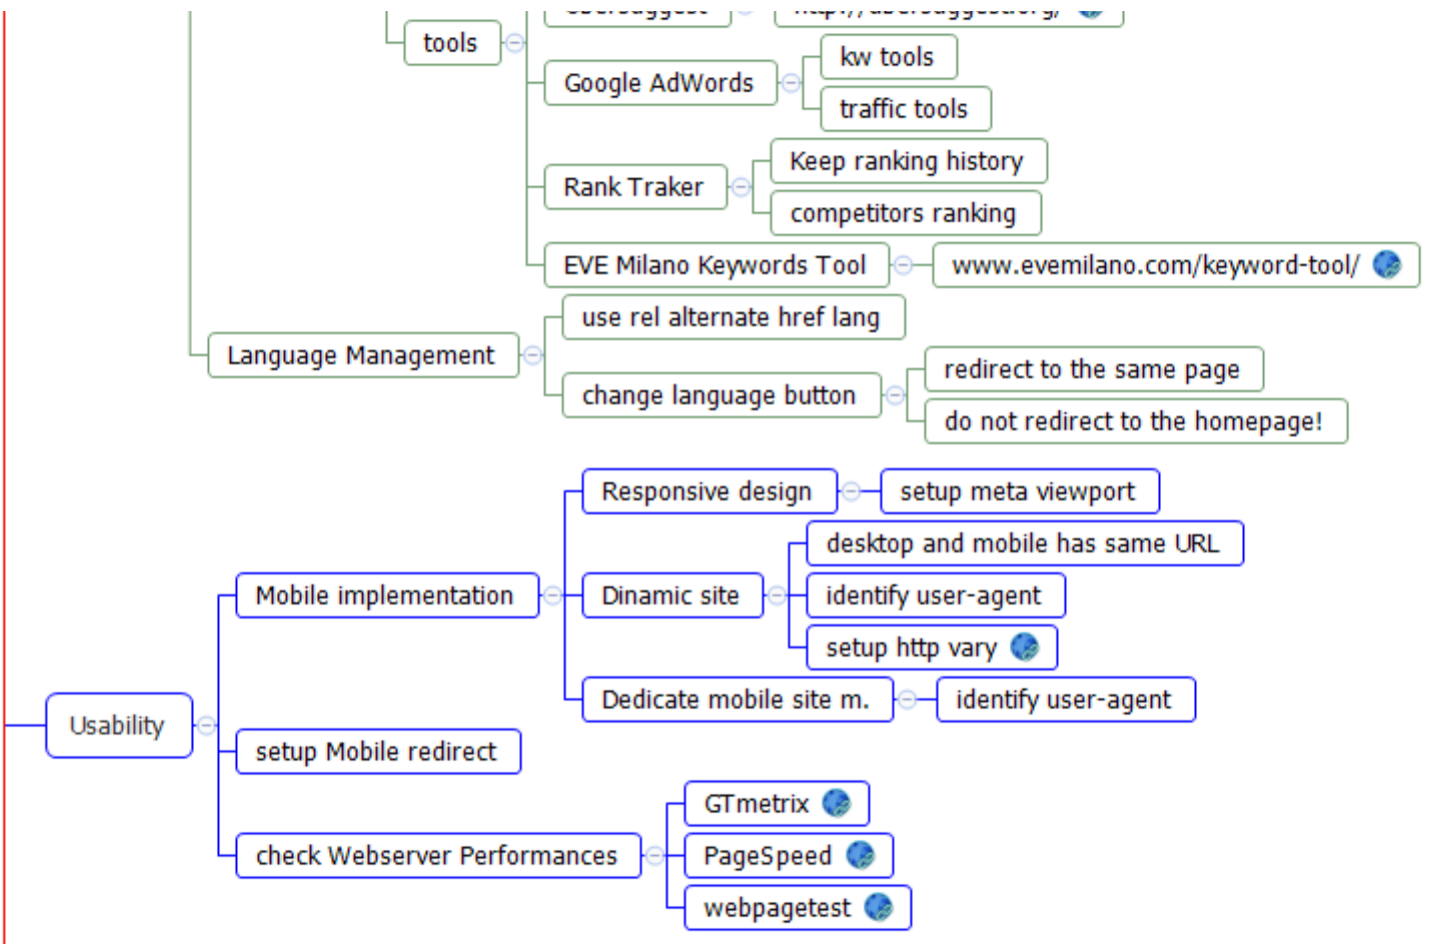 Ubersuggest http://ubersuggest.org/
tools
Google AdWords
kw tools
traffic tools
Rank Traker
Keep ranking history
competitors ranking
EVE Milano Keywords Tool
www.evemilano.com/keyword-tool/
Language Management
use rel alternate href lang
change language button
redirect to the same page
do not redirect to the homepage!
Usability
Mobile implementation
Responsive design
setup meta viewport
Dinamic site
desktop and mobile has same URL
identify user-agent
setup http vary
Dedicate mobile site m.
identify user-agent
setup Mobile redirect
check Webserver Performances
GTmetrix
PageSpeed
webpagetest